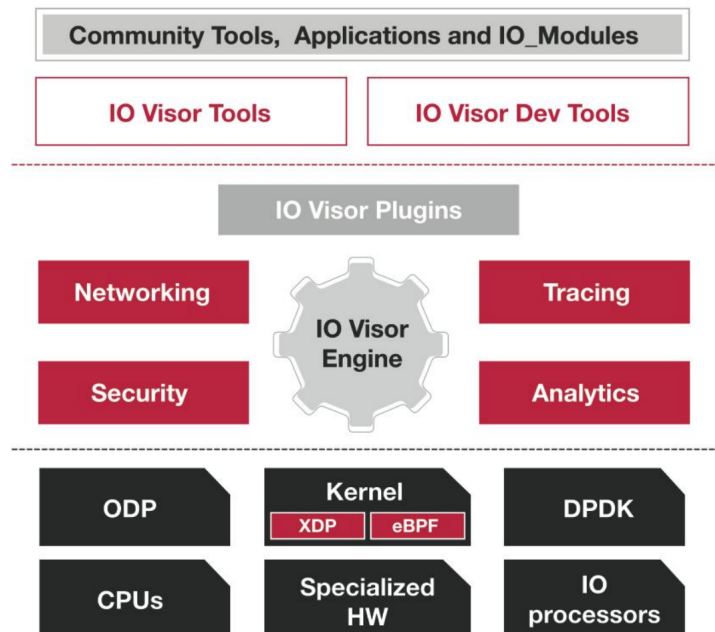 Community Tools, Applications and IO_Modules
IO Visor Tools
IO Visor Dev Tools
IO Visor Plugins
Networking
Tracing
IO Visor
Engine
Security
Analytics
ODP
Kernel
XDP
eBPF
DPDK
CPUs
Specialized
HW
IO
processors